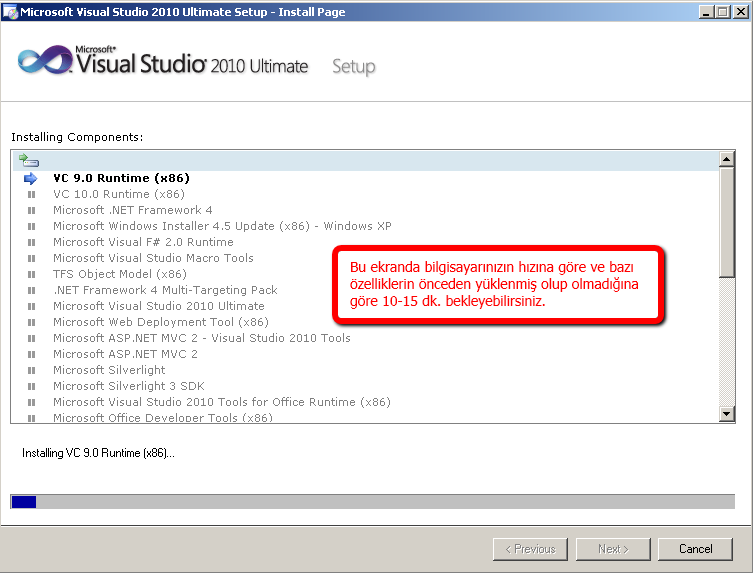 Microsoft Visual Studio 2010 Ultimate Setup - Install Page
Microsoft®
Visual Studio® 2010 Ultimate Setup
Installing Components:
VC 9.0 Runtime (x86)
VC 10.0 Runtime (x86)
Microsoft .NET Framework 4
Microsoft Windows Installer 4.5 Update (x86) - Windows XP
Microsoft Visual F# 2.0 Runtime
Microsoft Visual Studio Macro Tools
TFS Object Model (x86)
.NET Framework 4 Multi-Targeting Pack
Microsoft Visual Studio 2010 Ultimate
Microsoft Web Deployment Tool (x86)
Microsoft ASP.NET MVC 2 - Visual Studio 2010 Tools
Microsoft ASP.NET MVC 2
Microsoft Silverlight
Microsoft Silverlight 3 SDK
Microsoft Visual Studio 2010 Tools for Office Runtime (x86)
Microsoft Office Developer Tools (x86)
Bu ekranda bilgisayarınızın hızına göre ve bazı
özelliklerin önceden yüklenmiş olup olmadığına
göre 10-15 dk. bekleyebilirsiniz.
Installing VC 9.0 Runtime (x86)...
< Previous
Next >
Cancel